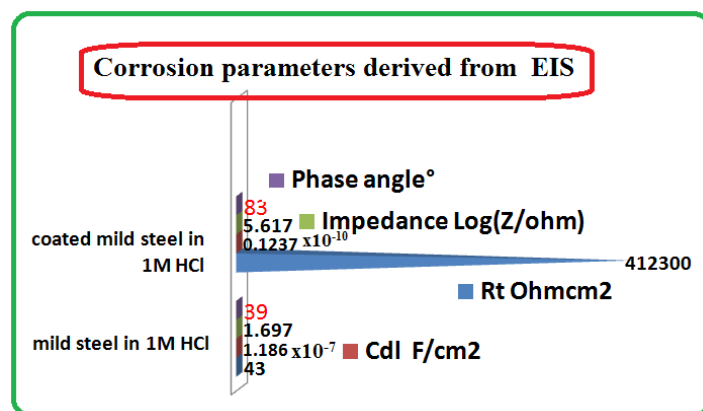 Corrosion parameters derived from EIS
Phase angle°
83
5.617
Impedance Log(Z/ohm)
0.1237 x10⁻¹⁰
coated mild steel in
1M HCl
412300
Rt Ohmcm2
39
1.697
mild steel in 1M HCl
1.186 x10⁻⁷
Cdl F/cm2
43